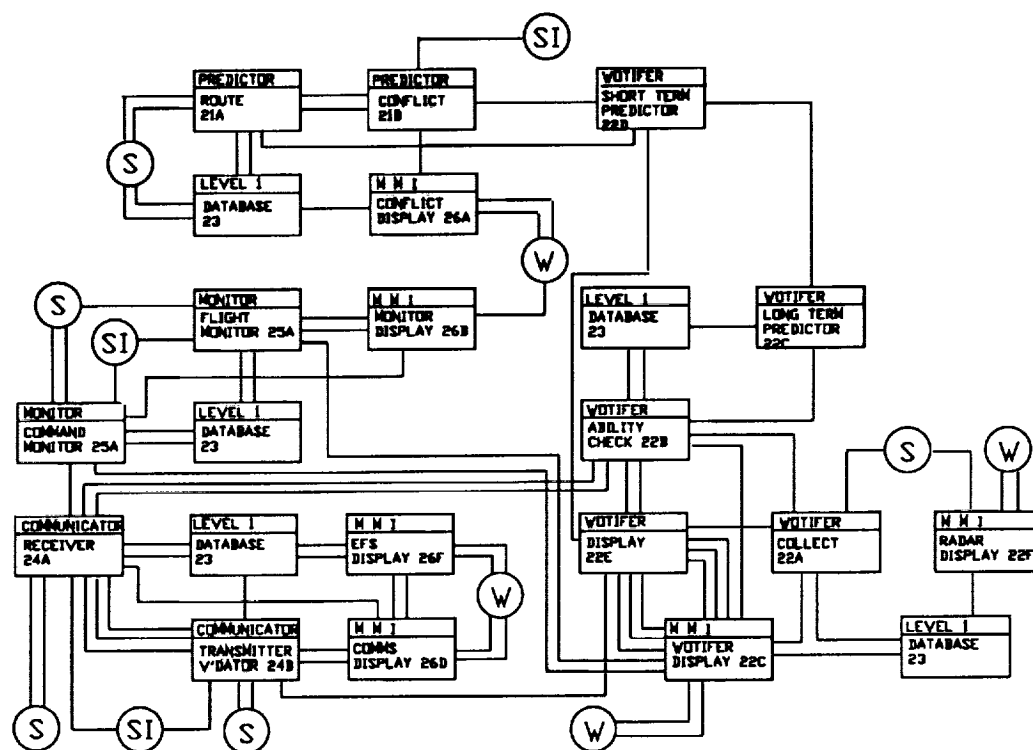 SI
PREDICTOR
ROUTE
21A
PREDICTOR
CONFLICT
21B
WOTIFER
SHORT TERM
PREDICTOR
22D
S
LEVEL 1
DATABASE
23
M M I
CONFLICT
DISPLAY 26A
W
S
SI
MONITOR
FLIGHT
MONITOR 25A
M M I
MONITOR
DISPLAY 26B
LEVEL 1
DATABASE
23
WOTIFER
LONG TERM
PREDICTOR
22C
MONITOR
COMMAND
MONITOR 25A
LEVEL 1
DATABASE
23
WOTIFER
ABILITY
CHECK 22B
S
W
COMMUNICATOR
RECEIVER
24A
LEVEL 1
DATABASE
23
M M I
EFS
DISPLAY 26F
WOTIFER
DISPLAY
22E
WOTIFER
COLLECT
22A
M M I
RADAR
DISPLAY 22F
W
COMMUNICATOR
TRANSMITTER
V'DATOR 24B
M M I
COMMS
DISPLAY 26D
M M I
WOTIFER
DISPLAY 22C
LEVEL 1
DATABASE
23
S
SI
S
W